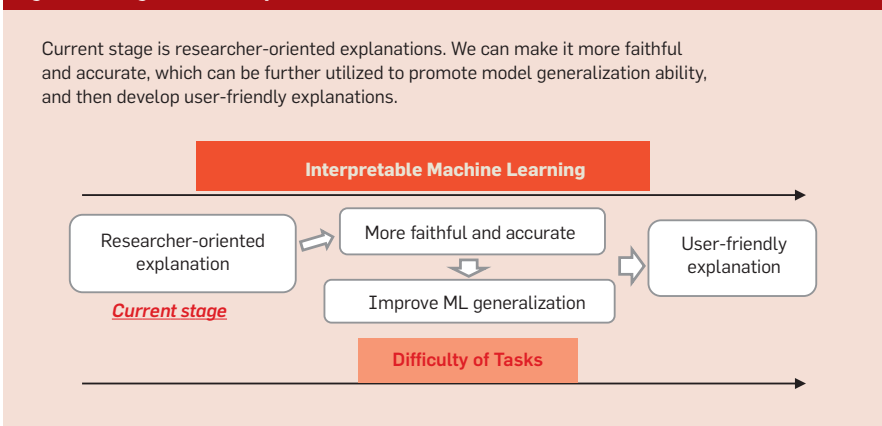 Current stage is researcher-oriented explanations. We can make it more faithful
and accurate, which can be further utilized to promote model generalization ability,
and then develop user-friendly explanations.
Interpretable Machine Learning
Researcher-oriented
explanation
Current stage
More faithful and accurate
Improve ML generalization
User-friendly
explanation
Difficulty of Tasks